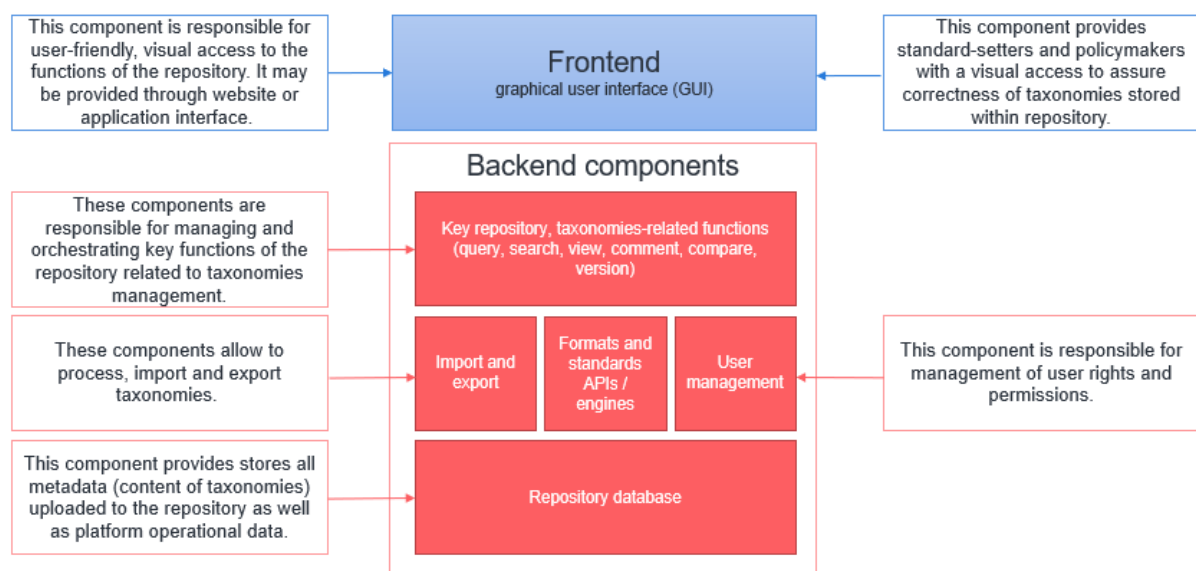 This component is responsible for
user-friendly, visual access to the
functions of the repository. It may
be provided through website or
application interface.
Frontend
graphical user interface (GUI)
This component provides
standard-setters and policymakers
with a visual access to assure
correctness of taxonomies stored
within repository.
Backend components
These components are
responsible for managing and
orchestrating key functions of the
repository related to taxonomies
management.
Key repository, taxonomies-related functions
(query, search, view, comment, compare,
version)
These components allow to
process, import and export
taxonomies.
Import and
export
Formats and
standards
APIs /
engines
User
management
This component is responsible for
management of user rights and
permissions.
This component provides stores all
metadata (content of taxonomies)
uploaded to the repository as well
as platform operational data.
Repository database